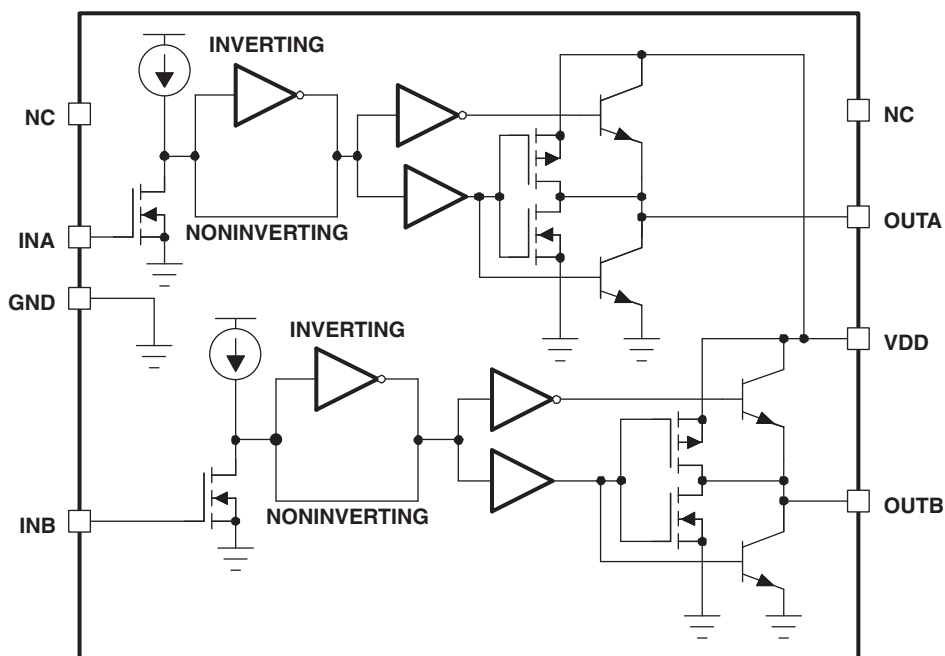 INVERTING
NC
NC
INA
NONINVERTING
OUTA
GND
INVERTING
VDD
INB
NONINVERTING
OUTB